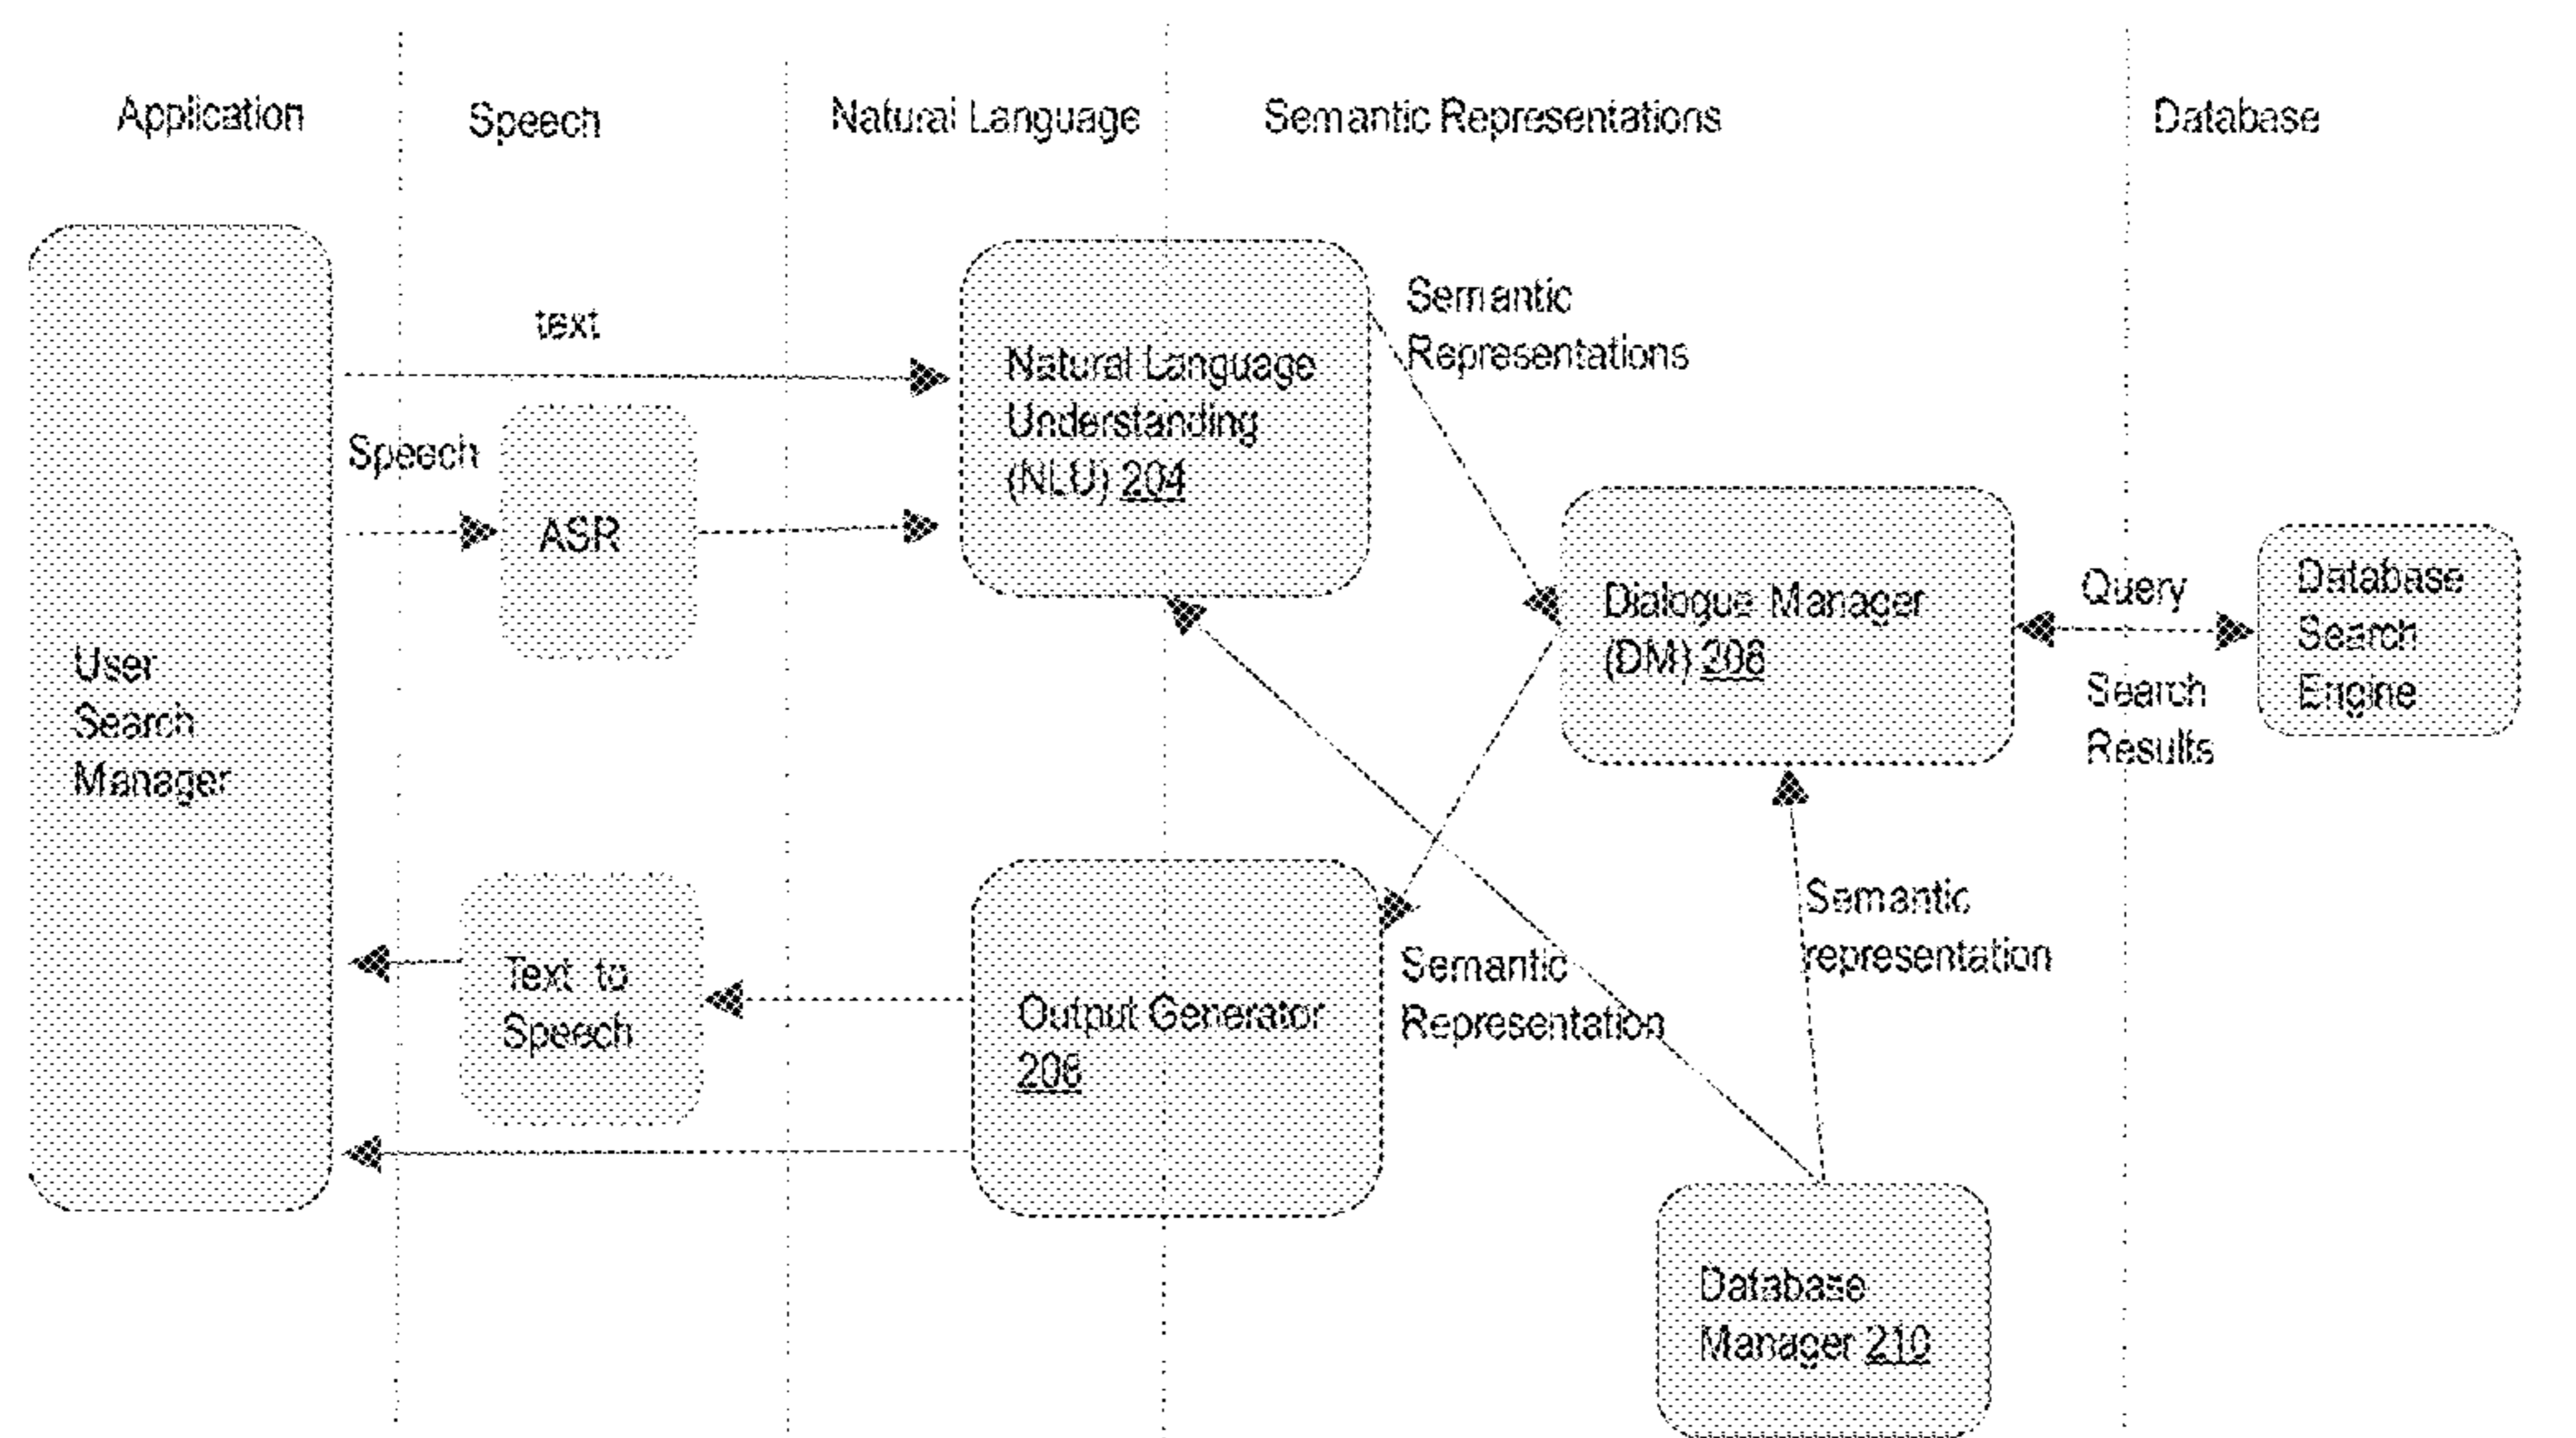 Application
Speech
Natural Language
Semantic Representations
Database
text
Speech
ASR
Natural Language
Understanding
(NLU) 204
Semantic
Representations
User
Search
Manager
Dialogue Manager
(DM) 208
Query
Search
Results
Database
Search
Engine
Text to
Speech
Output Generator
206
Semantic
Representation
Semantic
representation
Database
Manager 210